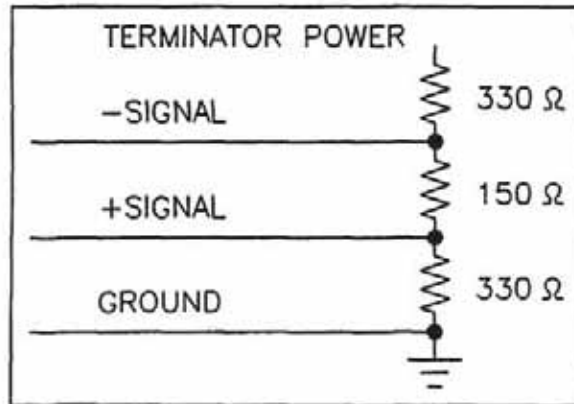 TERMINATOR POWER
330 Ω
−SIGNAL
150 Ω
+SIGNAL
330 Ω
GROUND